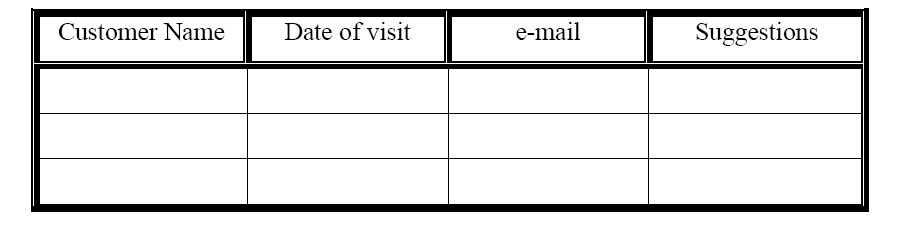 Customer Name Date of visit e-mail Suggestions